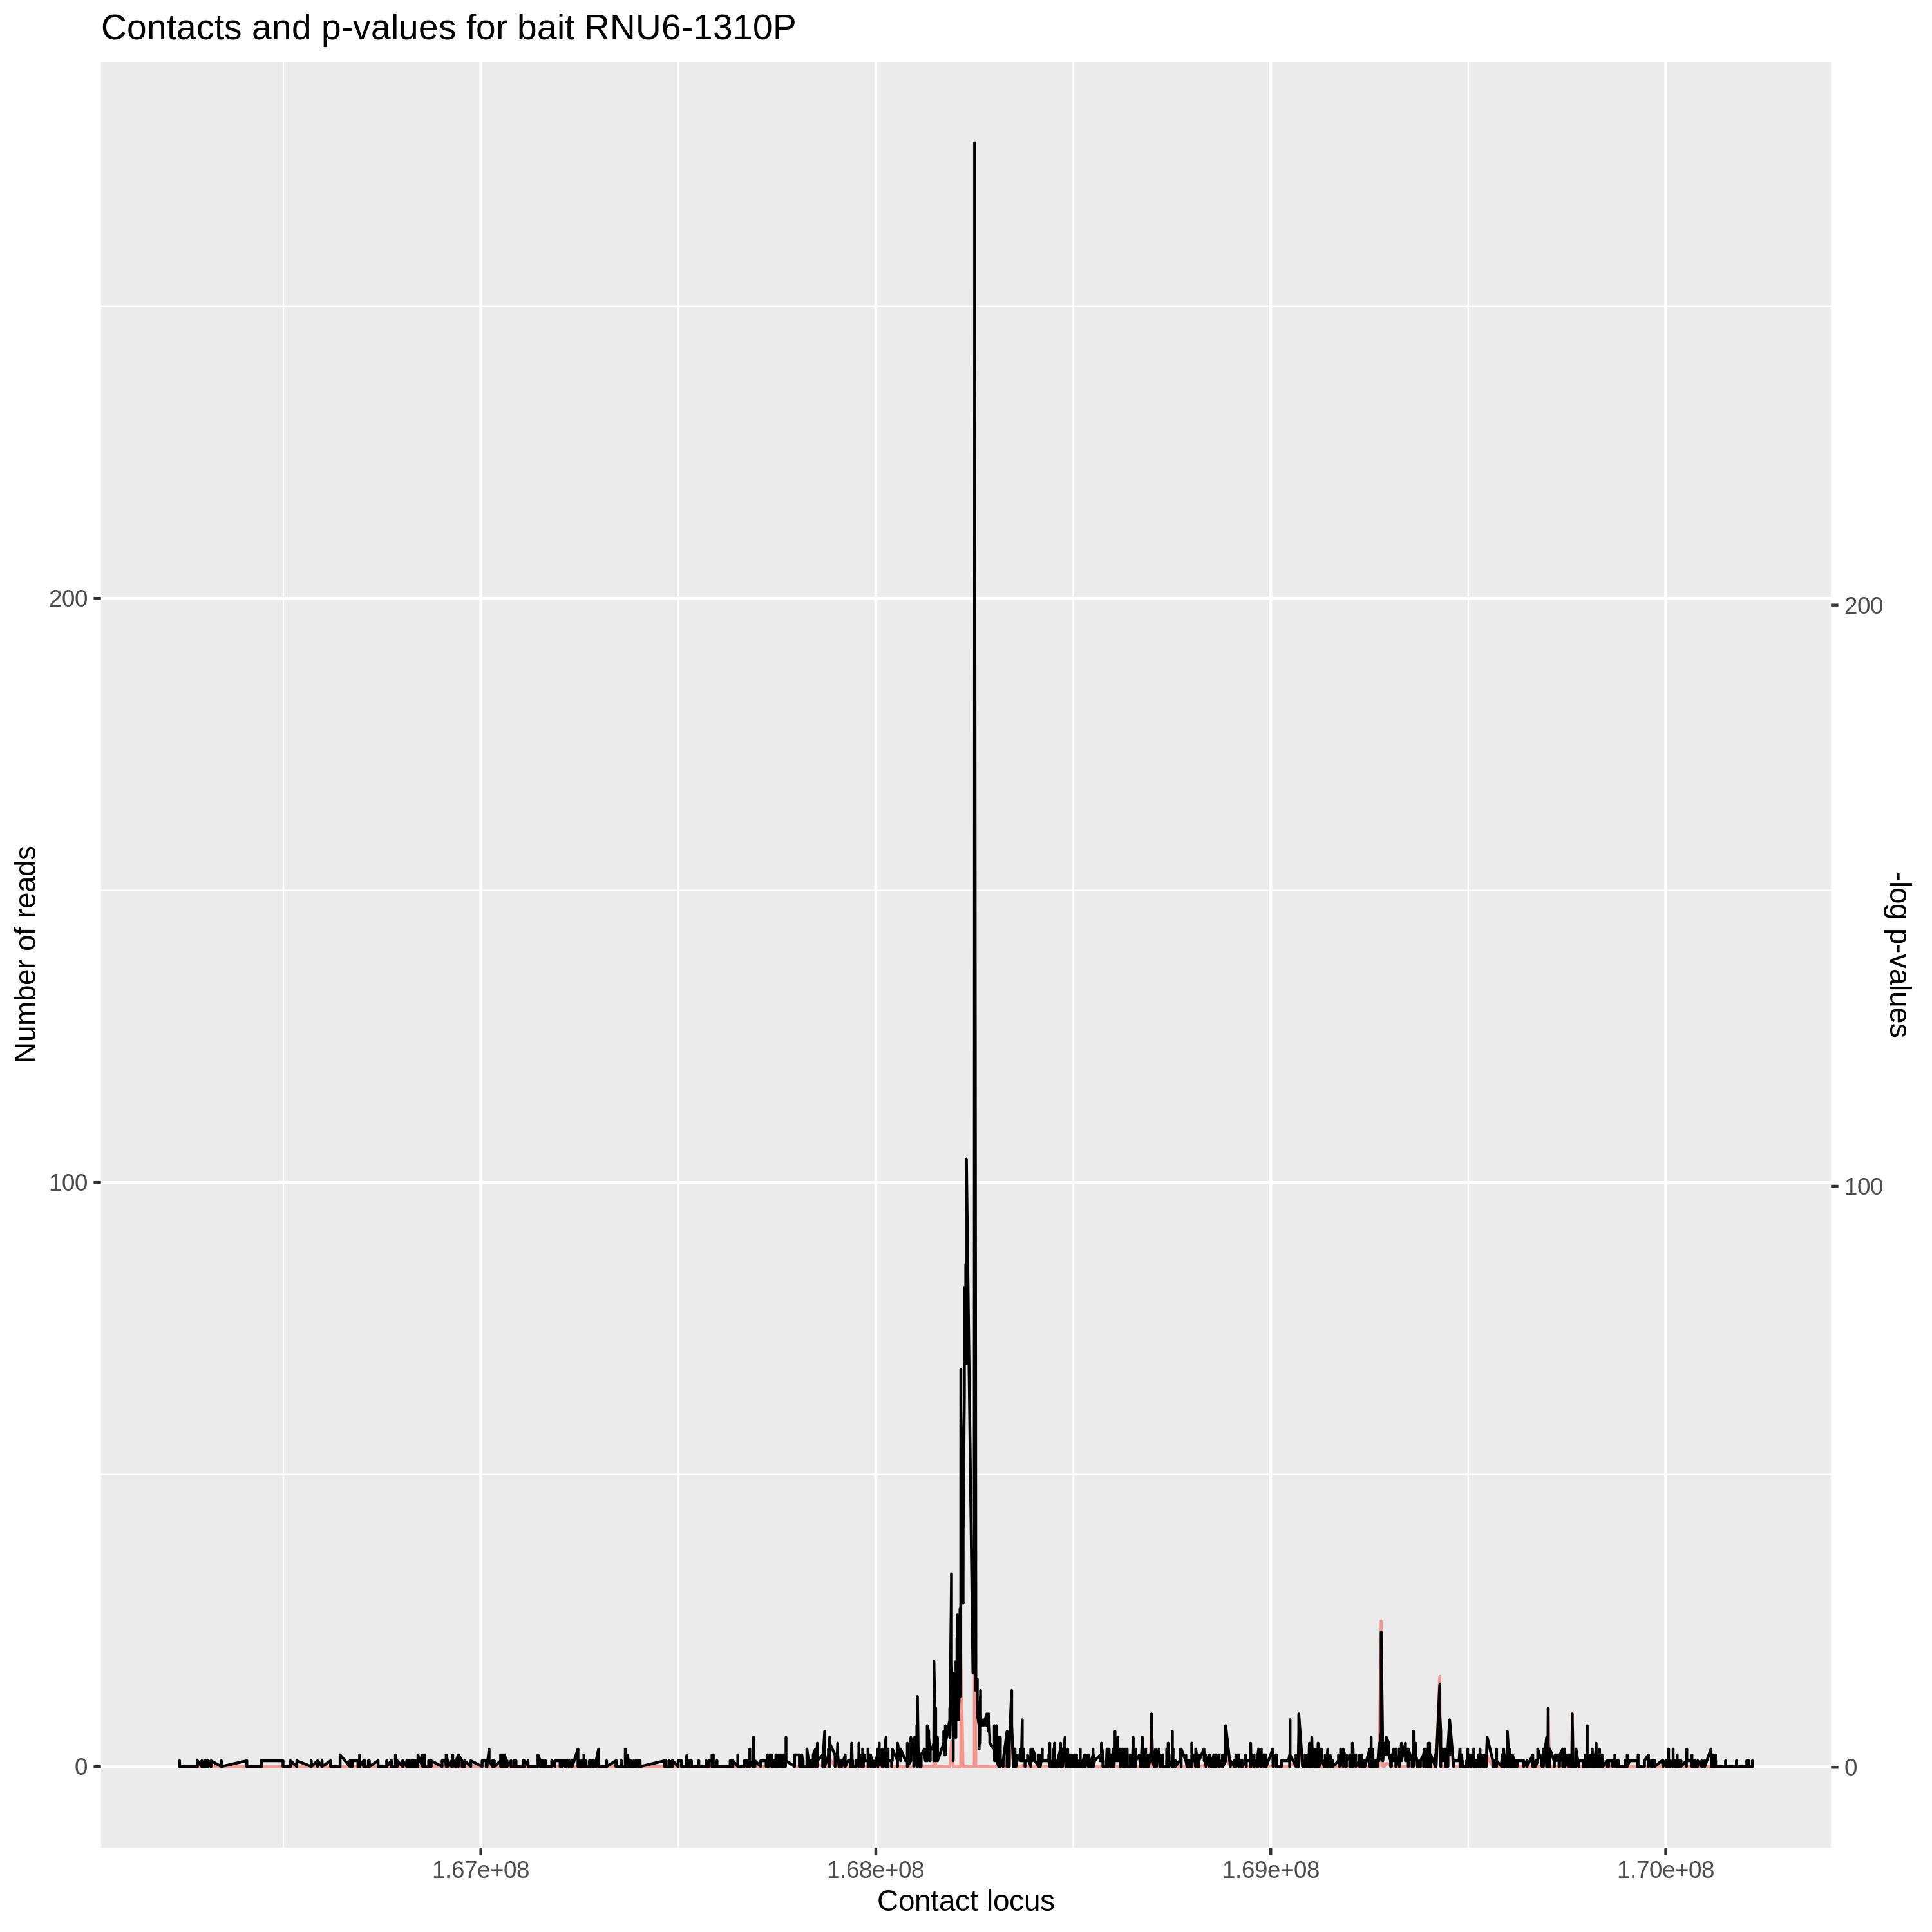 Contacts and p-values for bait RNU6-1310P
Number of reads
200
100
0
200
100
0
-log p-values
1.67e+08
1.68e+08
1.69e+08
1.70e+08
Contact locus